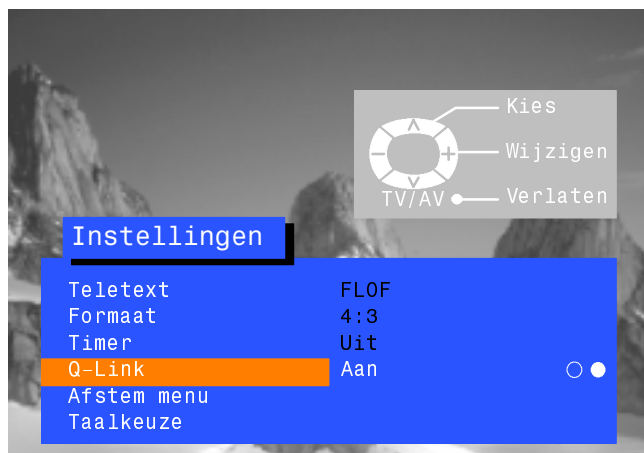 Kies
Wijzigen
TV/AV Verlaten
Instellingen
Teletext FLOF
Formaat 4:3
Timer Uit
Q-Link Aan
Afstem menu
Taalkeuze